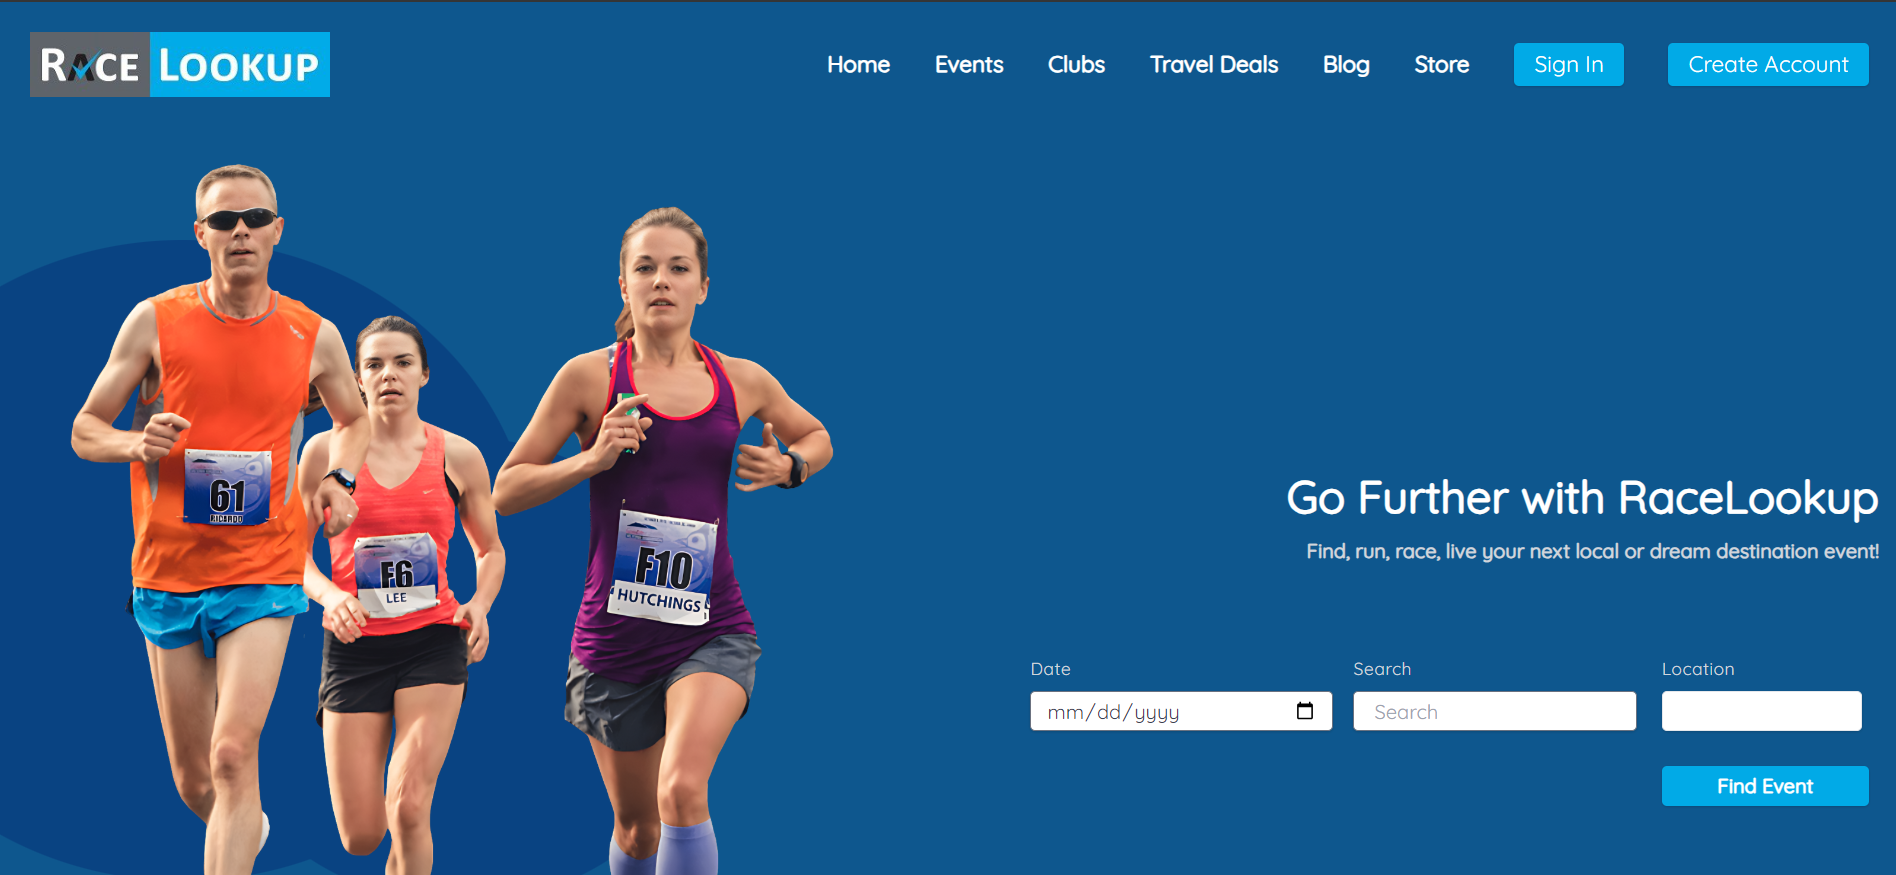 RACE LOOKUP
Home Events Clubs Travel Deals Blog Store Sign In Create Account
61
RICARDO
F6
LEE
F10
HUTCHINGS
Go Further with RaceLookup
Find, run, race, live your next local or dream destination event!
Date Search Location
mm/dd/yyyy Search
Find Event